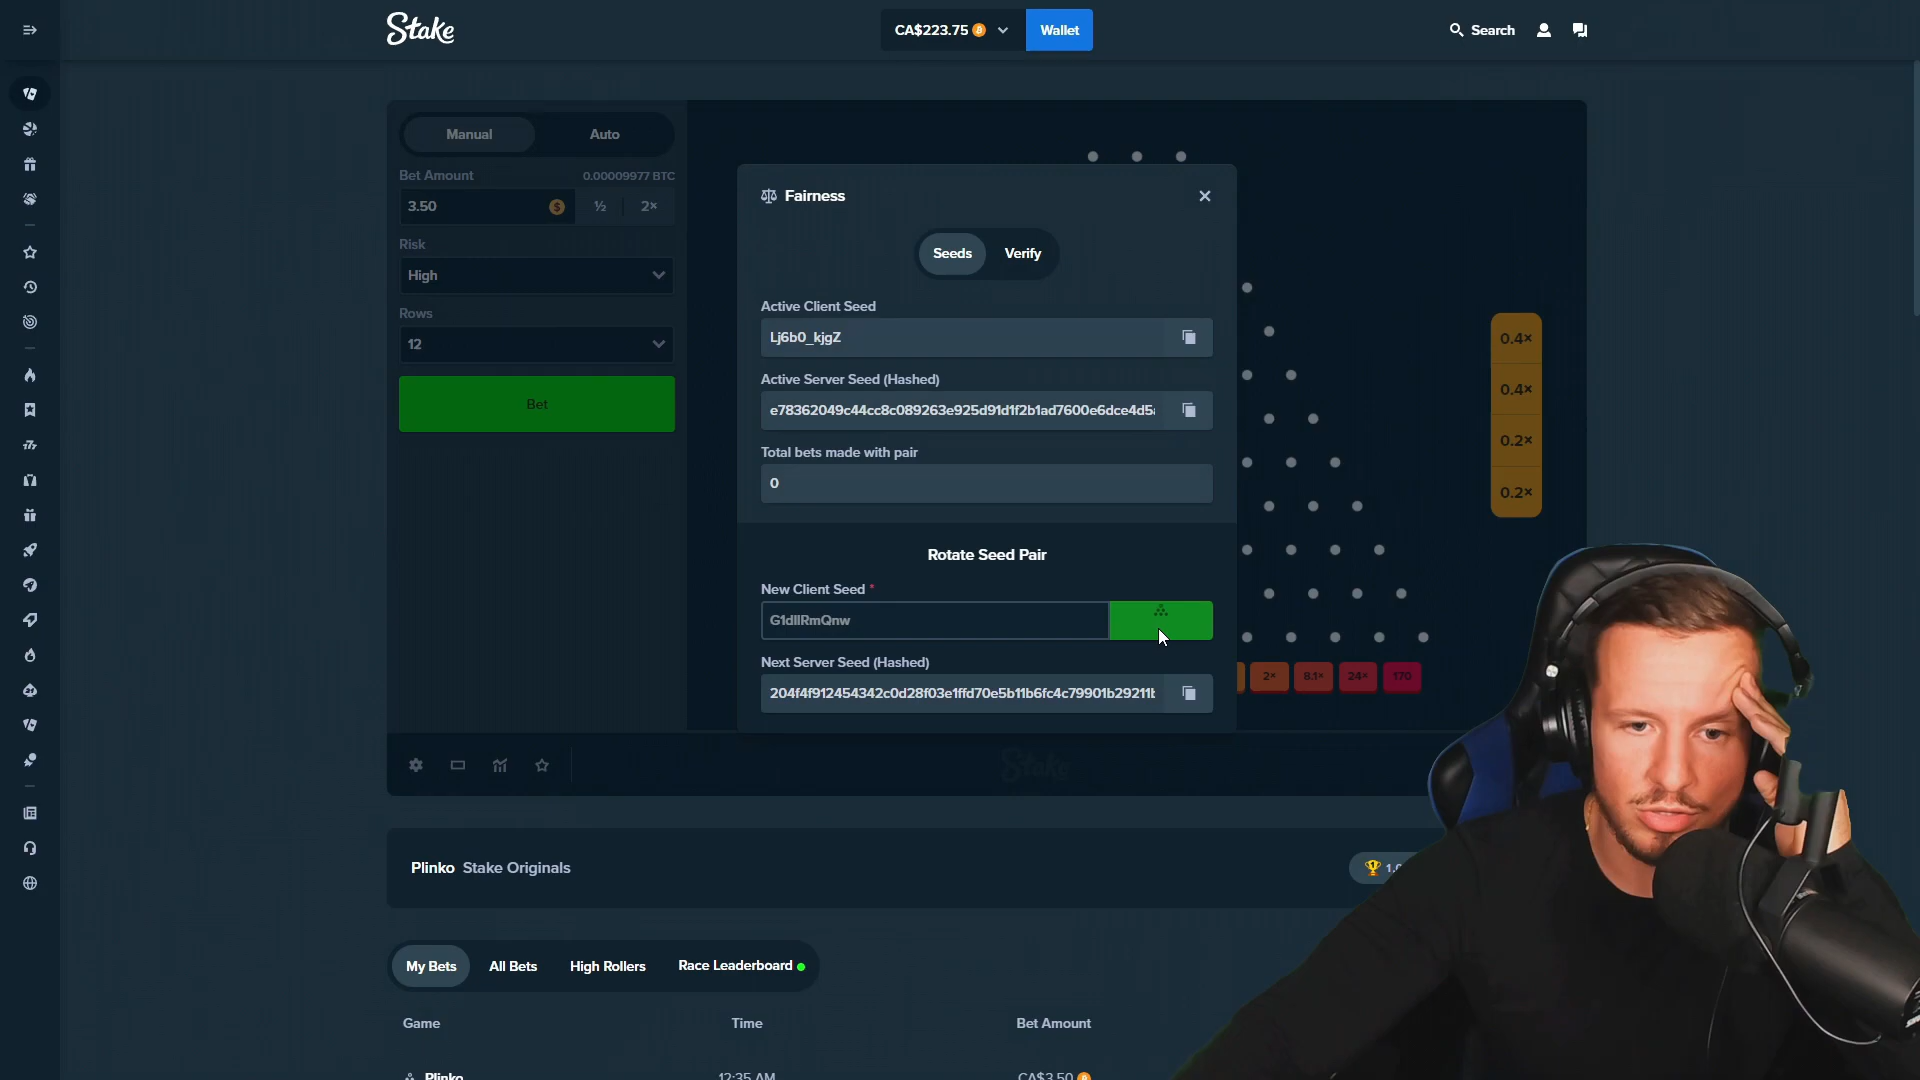 Stake
CA$223.75
Wallet
Search
Manual
Auto
Bet Amount
0.00009977 BTC
3.50
½
2×
Risk
High
Rows
12
Bet
Fairness
Seeds
Verify
Active Client Seed
Lj6b0_kjgZ
Active Server Seed (Hashed)
e78362049c44cc8c089263e925d91d1f2b1ad7600e6dce4d5
Total bets made with pair
0
Rotate Seed Pair
New Client Seed *
G1dIIRmQnw
Next Server Seed (Hashed)
204f4f912454342c0d28f03e1ffd70e5b11b6fc4c79901b29211
0.4×
0.4×
0.2×
0.2×
2×
8.1×
24×
170
Stake
Plinko Stake Originals
My Bets
All Bets
High Rollers
Race Leaderboard
Game
Time
Bet Amount
Plinko
12:35 AM
CA$3.50